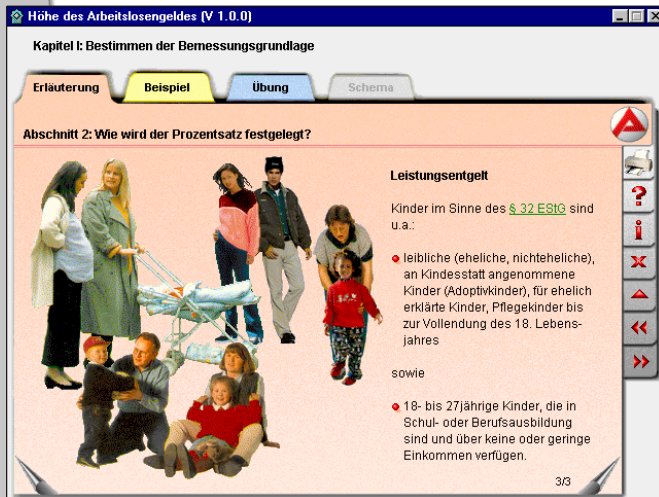 Höhe des Arbeitslosengeldes (V 1.0.0)
Kapitel I: Bestimmen der Bemessungsgrundlage
Erläuterung
Beispiel
Übung
Schema
Abschnitt 2: Wie wird der Prozentsatz festgelegt?
Leistungsentgelt
Kinder im Sinne des § 32 EStG sind
u.a.:
leibliche (eheliche, nichteheliche),
an Kindesstatt angenommene
Kinder (Adoptivkinder), für ehelich
erklärte Kinder, Pflegekinder bis
zur Vollendung des 18. Lebens-
jahres
sowie
18- bis 27jährige Kinder, die in
Schul- oder Berufsausbildung
sind und über keine oder geringe
Einkommen verfügen.
3/3